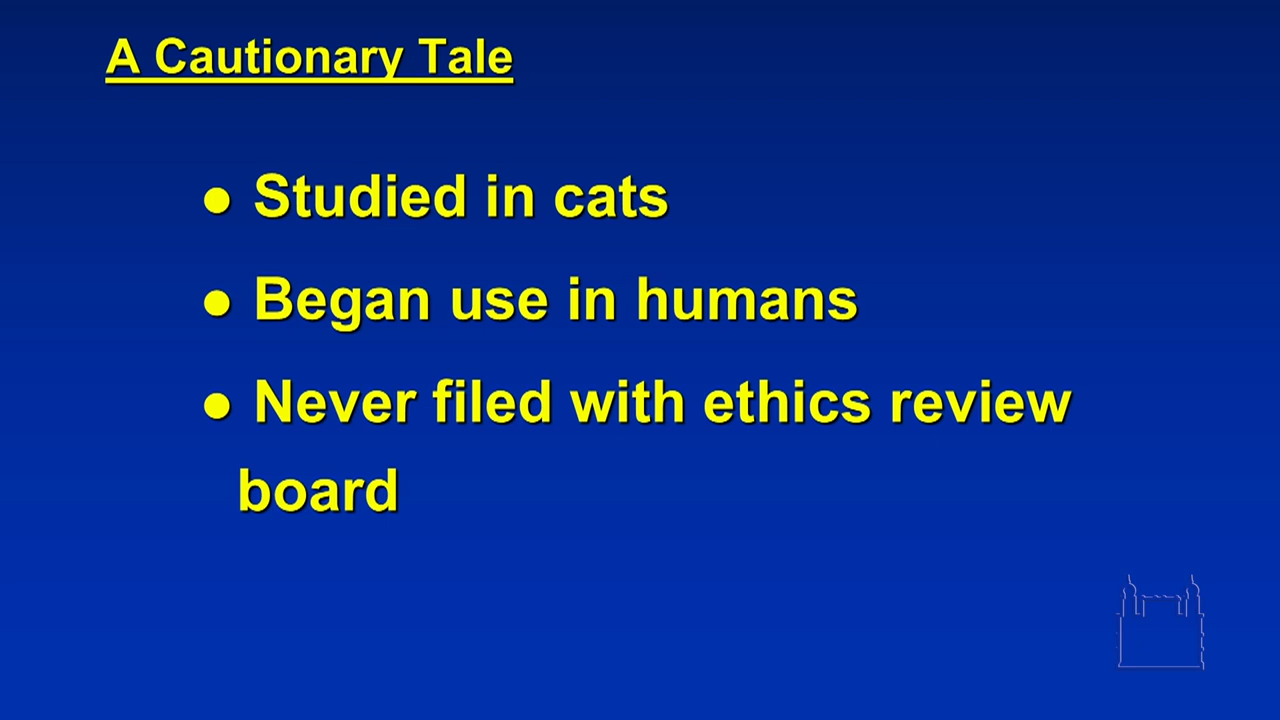 A Cautionary Tale
● Studied in cats
● Began use in humans
● Never filed with ethics review
board